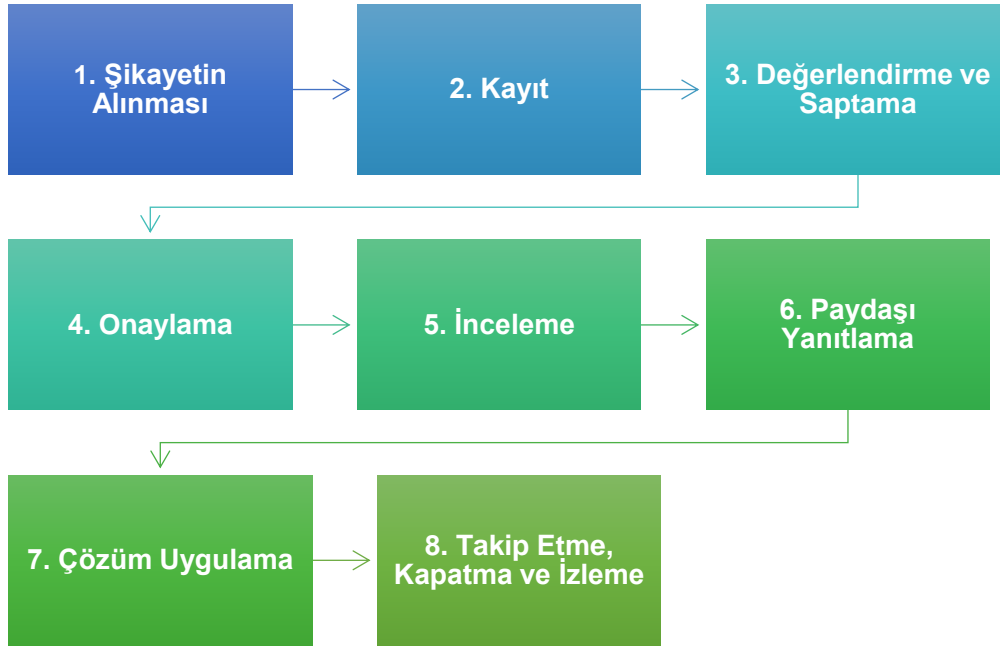 1. Şikayetin
Alınması
2. Kayıt
3. Değerlendirme ve
Saptama
4. Onaylama
5. İnceleme
6. Paydaşı
Yanıtlama
7. Çözüm Uygulama
8. Takip Etme,
Kapatma ve İzleme